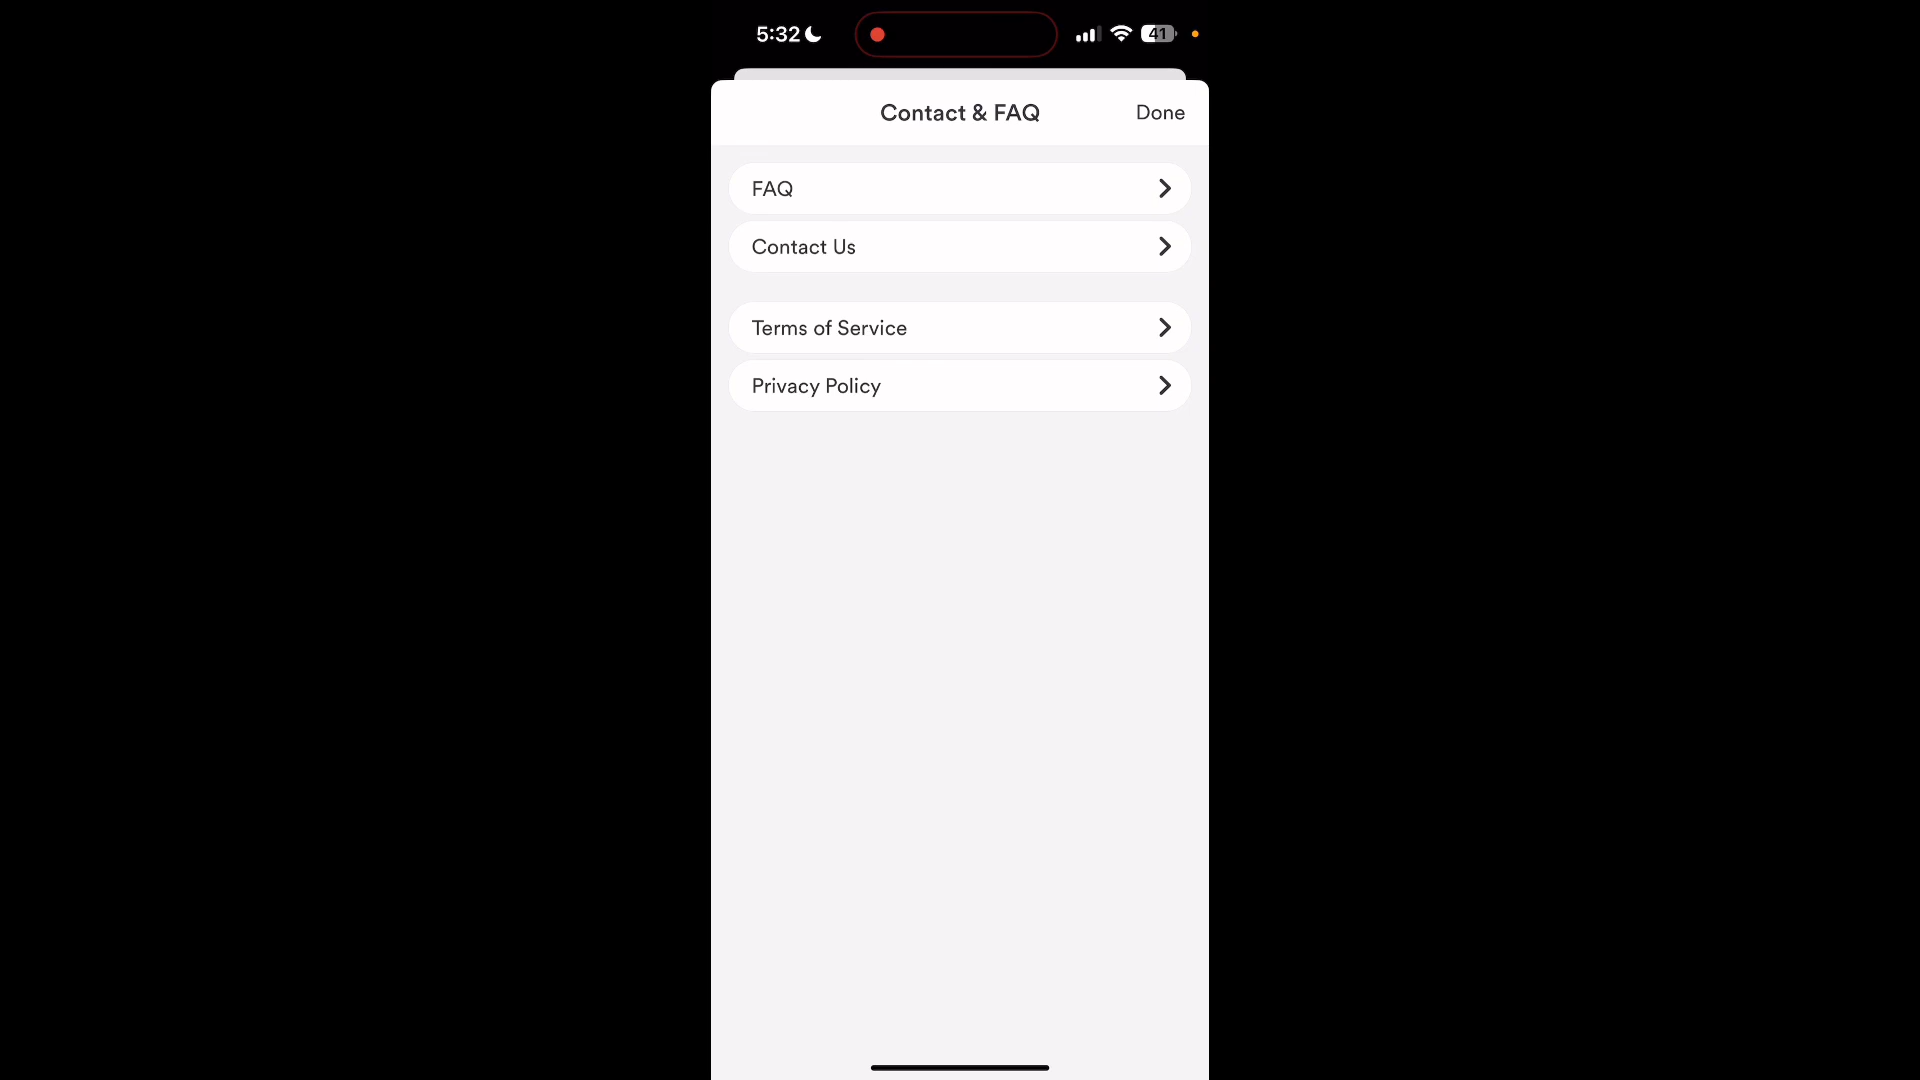 5:32
41
Contact & FAQ
Done
FAQ
Contact Us
Terms of Service
Privacy Policy